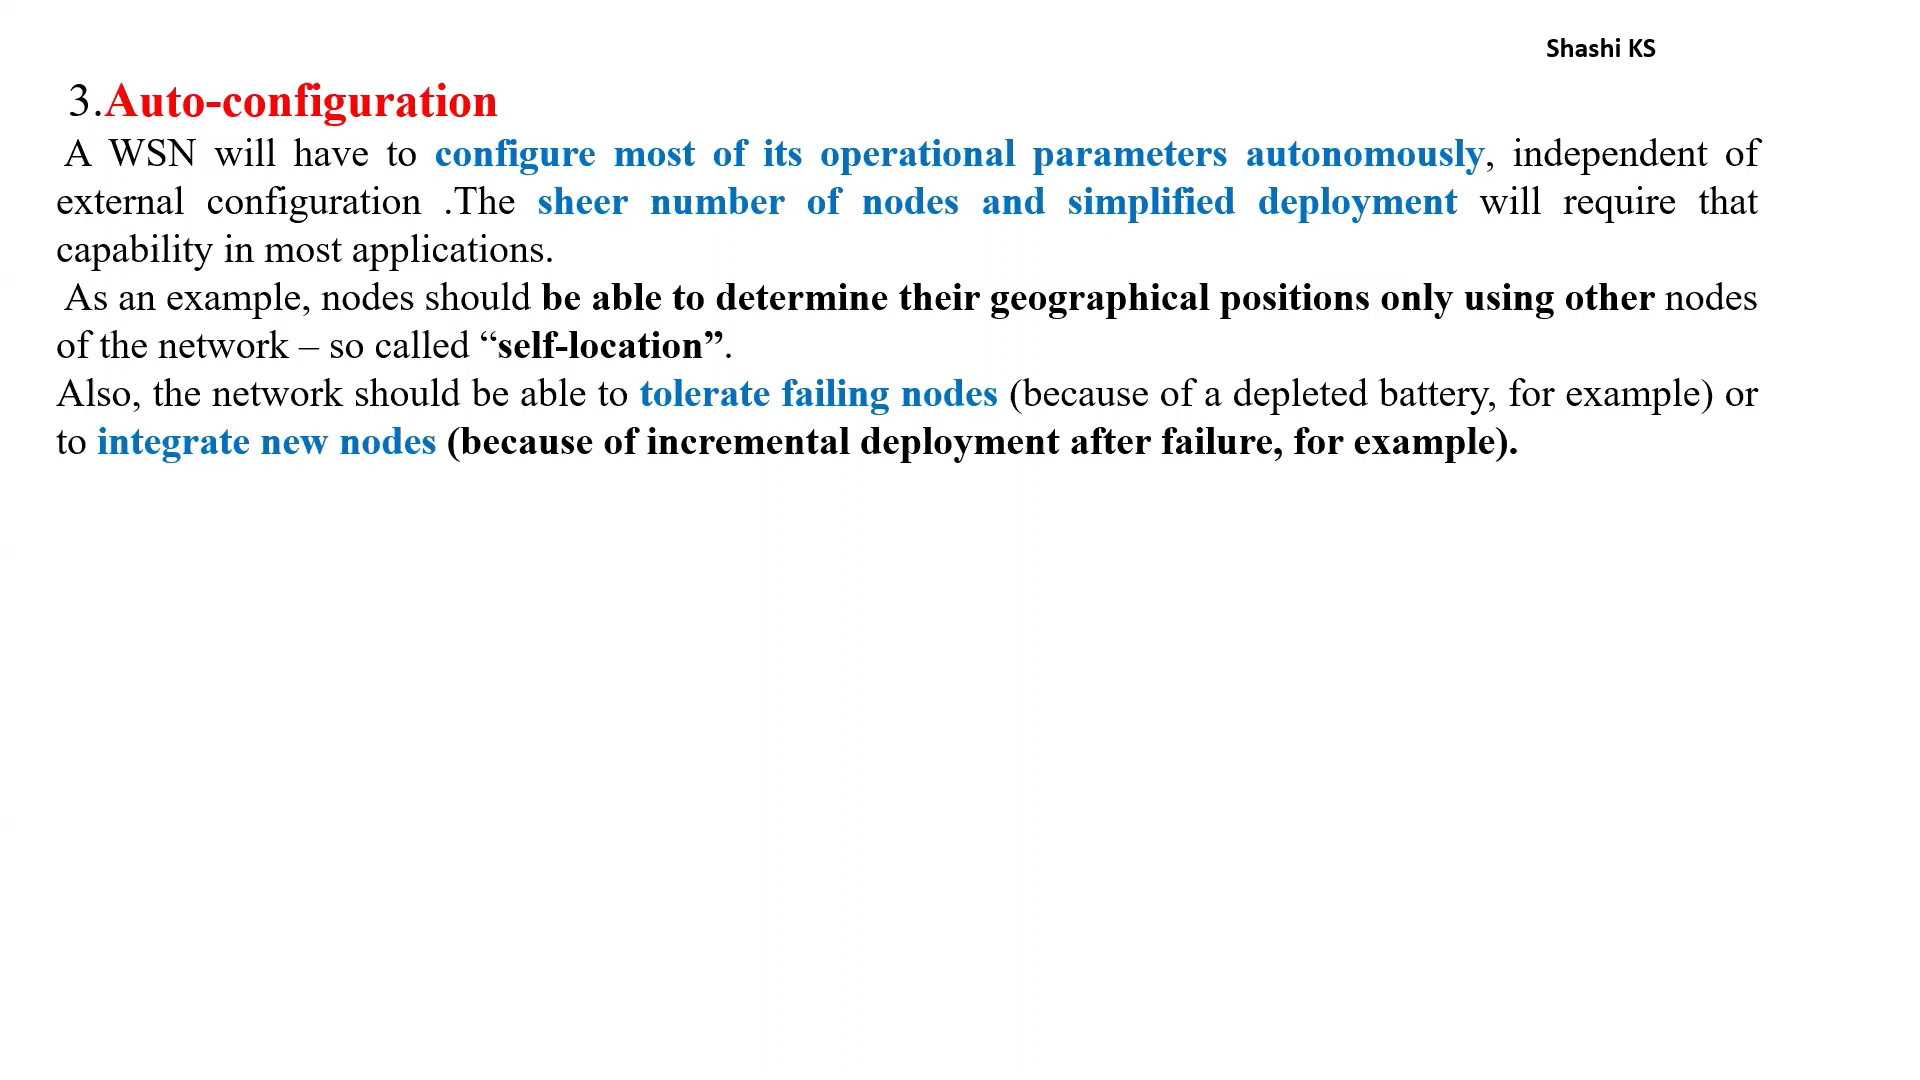 Shashi KS
3.Auto-configuration
A WSN will have to configure most of its operational parameters autonomously, independent of
external configuration .The sheer number of nodes and simplified deployment will require that
capability in most applications.
As an example, nodes should be able to determine their geographical positions only using other nodes
of the network – so called “self-location”.
Also, the network should be able to tolerate failing nodes (because of a depleted battery, for example) or
to integrate new nodes (because of incremental deployment after failure, for example).